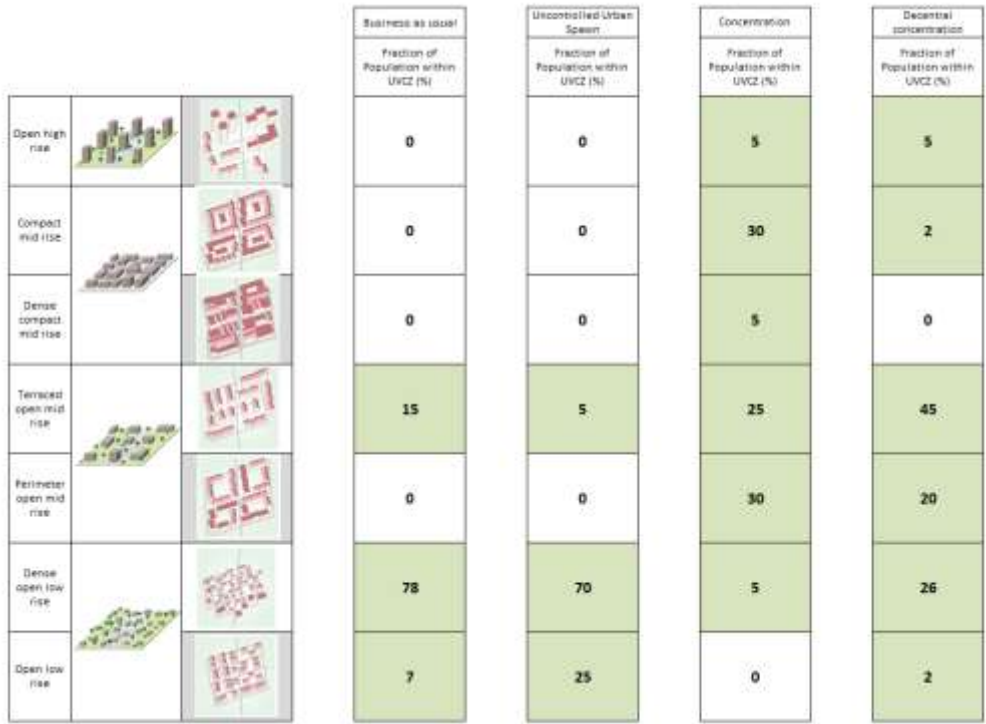 Business as usual
Uncontrolled Urban
Spawn
Concentration
Decentral
concentration
Fraction of
Population within
UVCZ (%)
Fraction of
Population within
UVCZ (%)
Fraction of
Population within
UVCZ (%)
Fraction of
Population within
UVCZ (%)
Open high
rise
0
0
5
5
Compact
mid rise
0
0
30
2
Dense
compact
mid rise
0
0
5
0
Terraced
open mid
rise
15
5
25
45
Perimeter
open mid
rise
0
0
30
20
Dense
open low
rise
78
70
5
26
Open low
rise
7
25
0
2